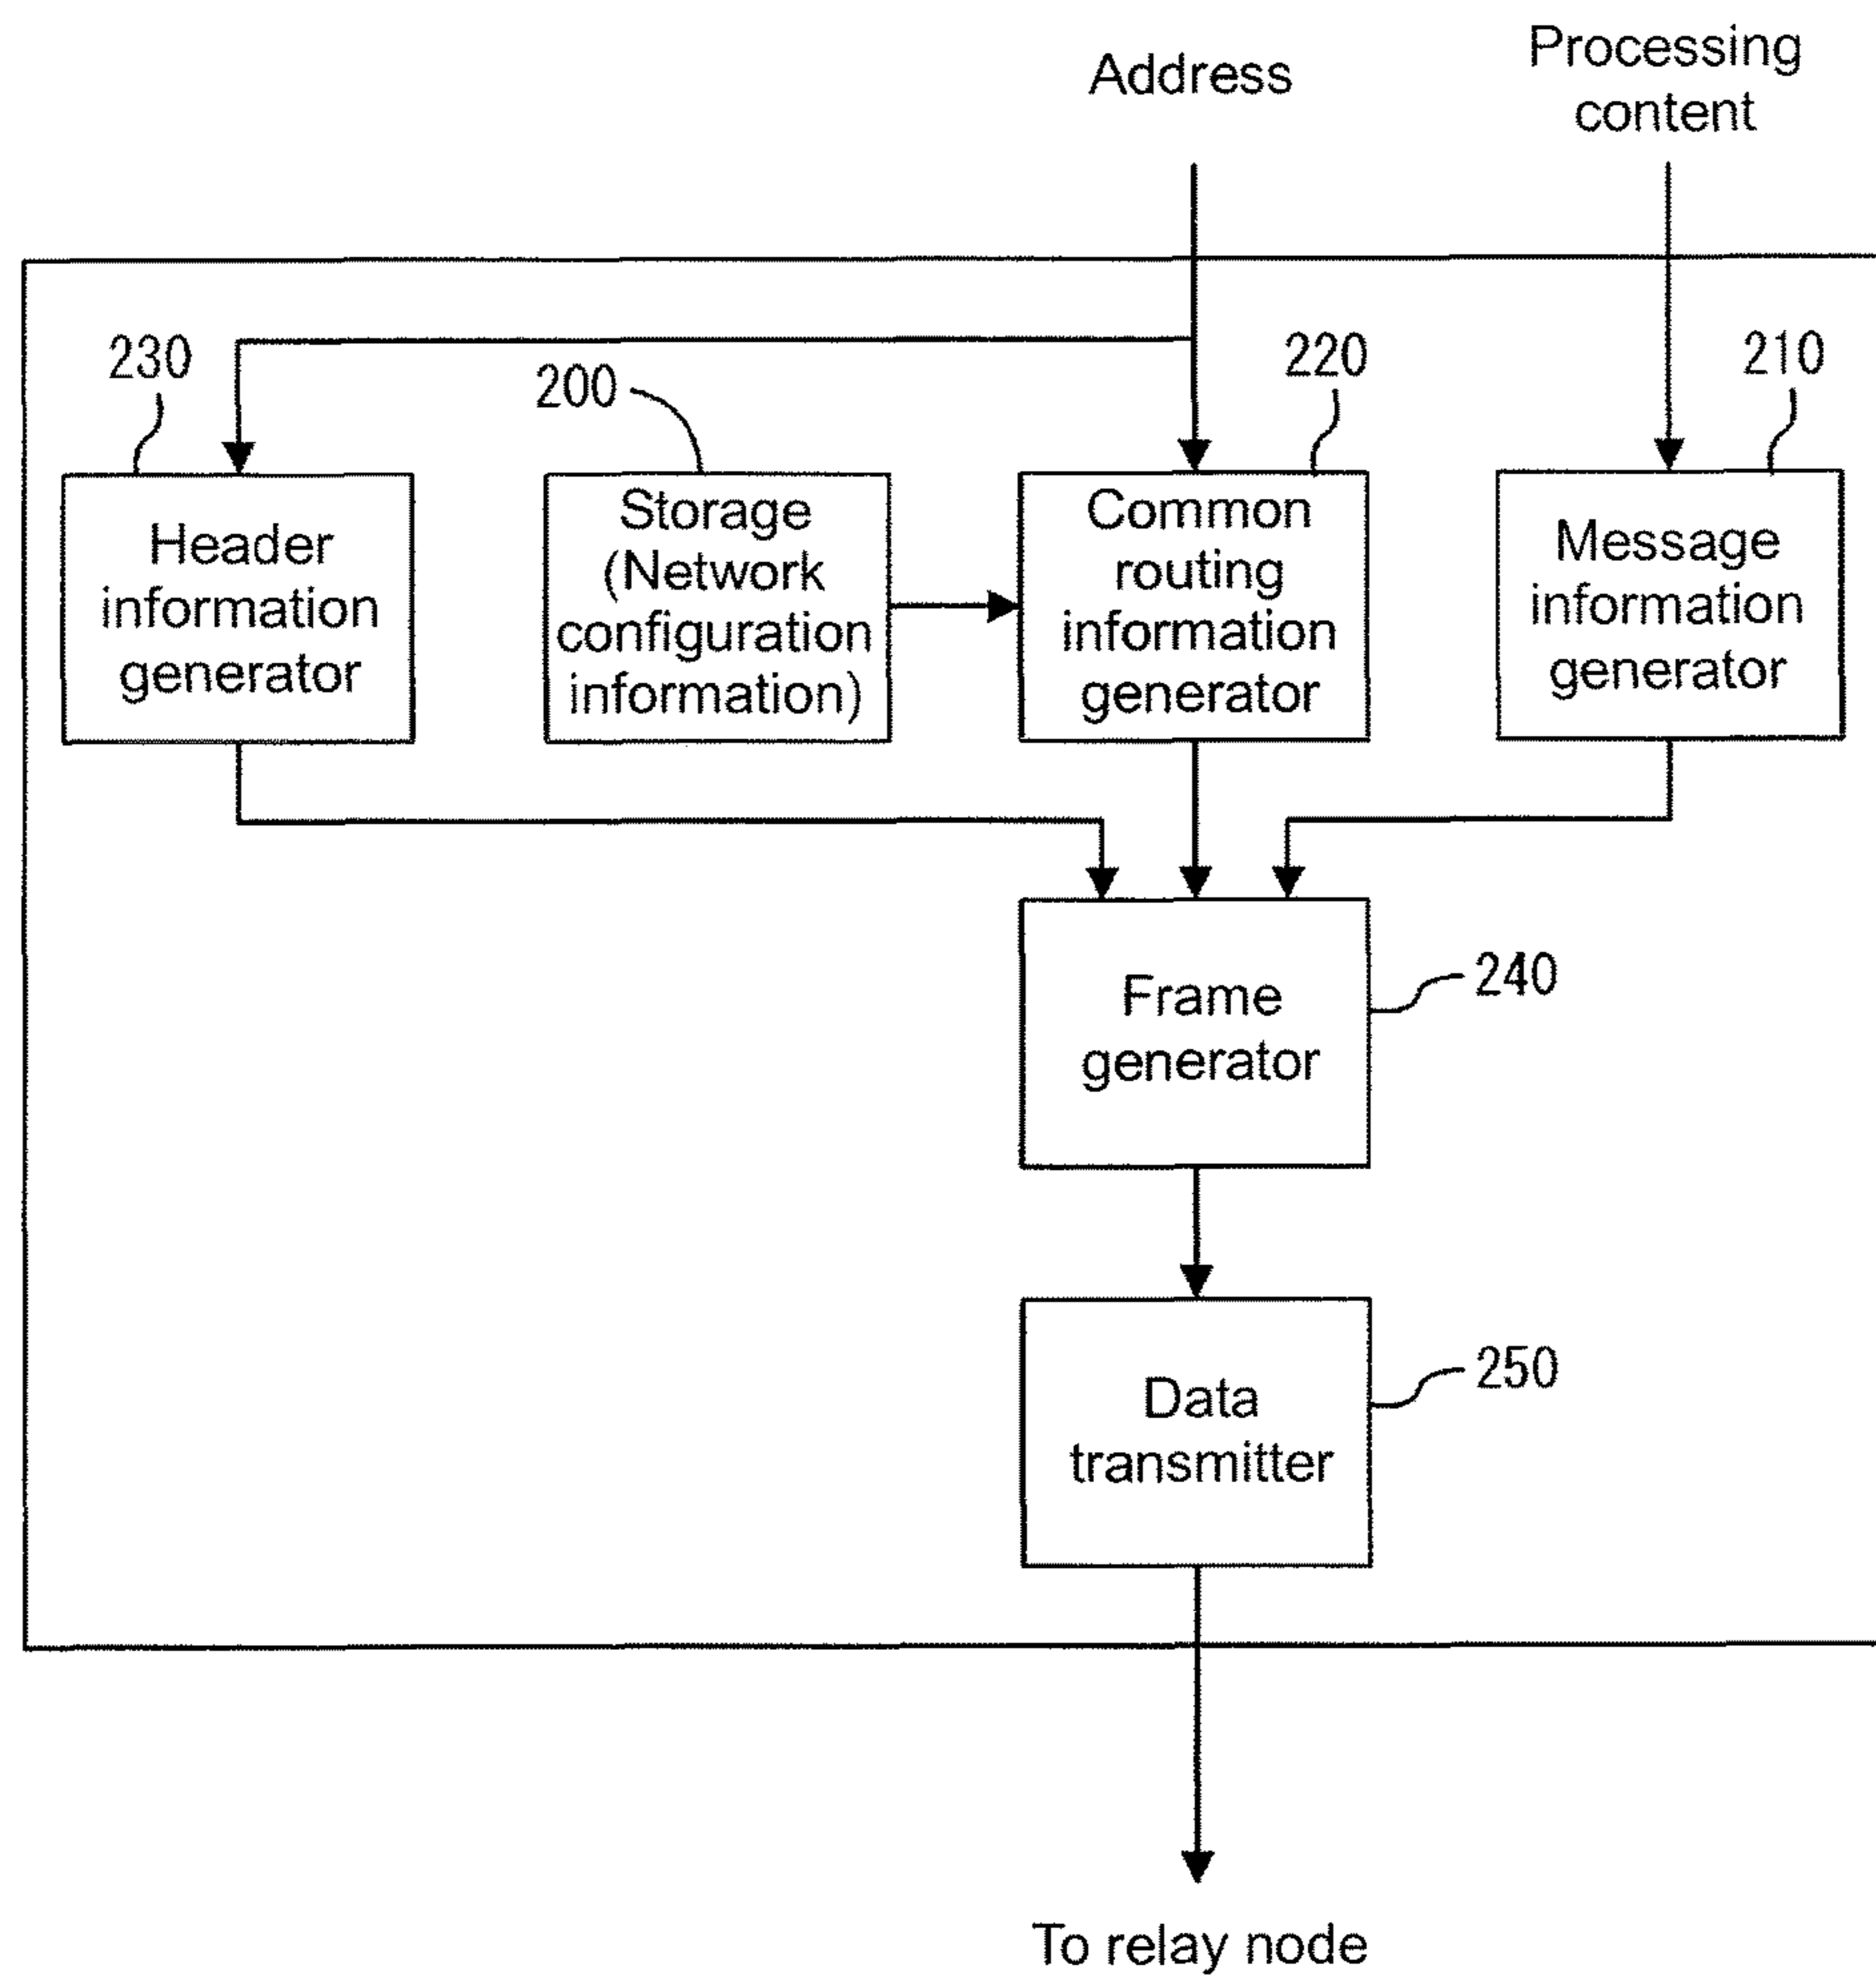 Address
Processing
content
230
200
220
210
Header
information
generator
Storage
(Network
configuration
information)
Common
routing
information
generator
Message
information
generator
Frame
generator
240
Data
transmitter
250
To relay node